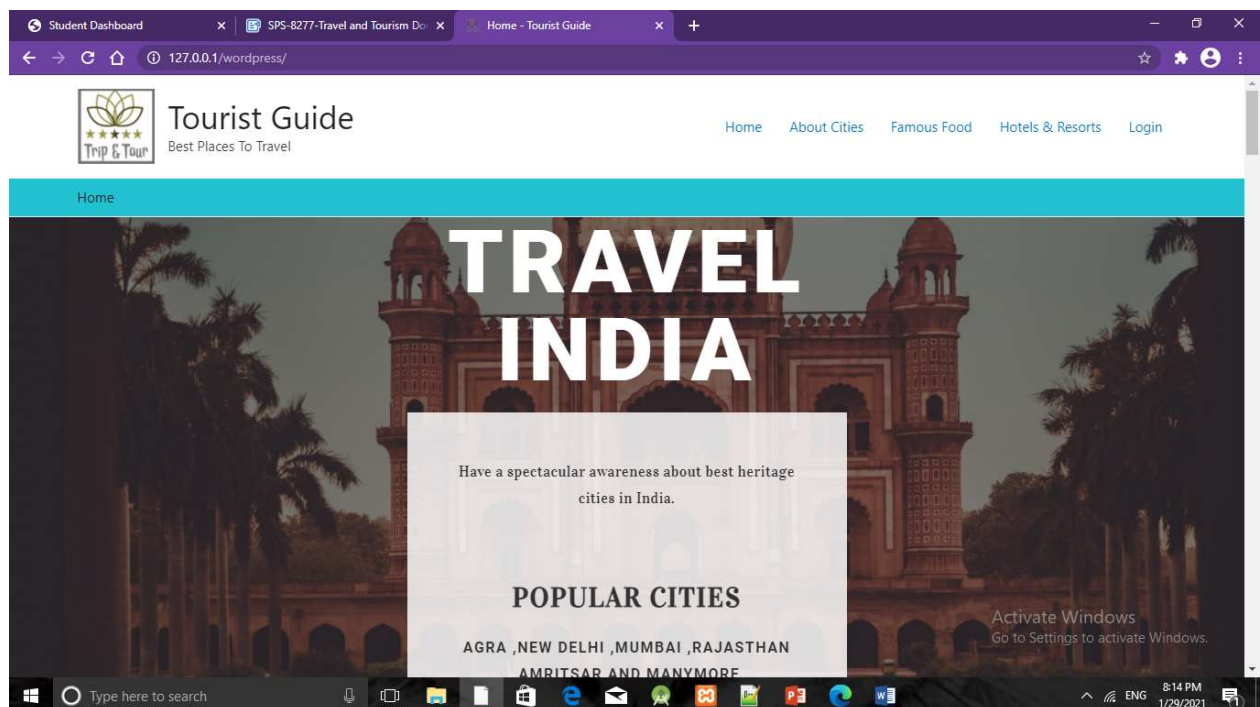 Student Dashboard
SPS-8277-Travel and Tourism Do
Home - Tourist Guide
127.0.0.1/wordpress/
Trip & Tour
Tourist Guide
Best Places To Travel
Home About Cities Famous Food Hotels & Resorts Login
Home
TRAVEL
INDIA
Have a spectacular awareness about best heritage
cities in India.
POPULAR CITIES
AGRA ,NEW DELHI ,MUMBAI ,RAJASTHAN
AMRITSAR AND MANYMORE
Activate Windows
Go to Settings to activate Windows.
Type here to search
ENG
8:14 PM
1/29/2021